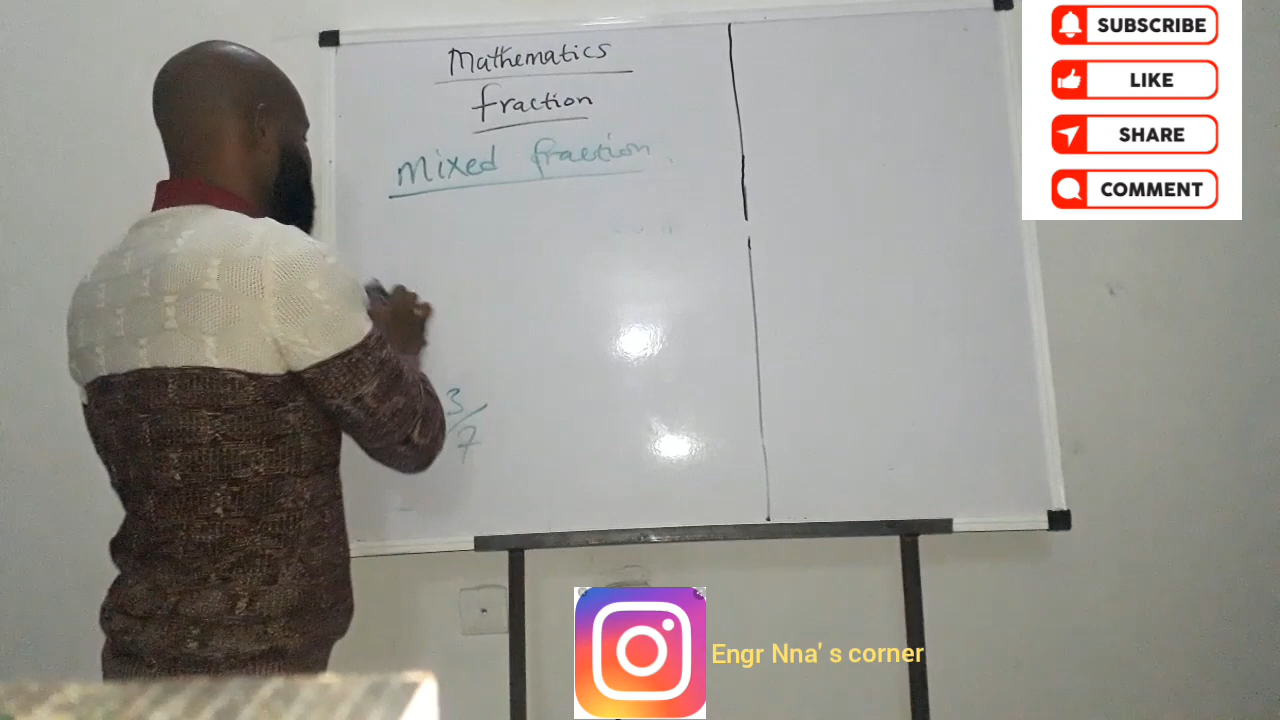 Mathematics
fraction
Mixed fraction
3/7
SUBSCRIBE
LIKE
SHARE
COMMENT
Engr Nna's corner